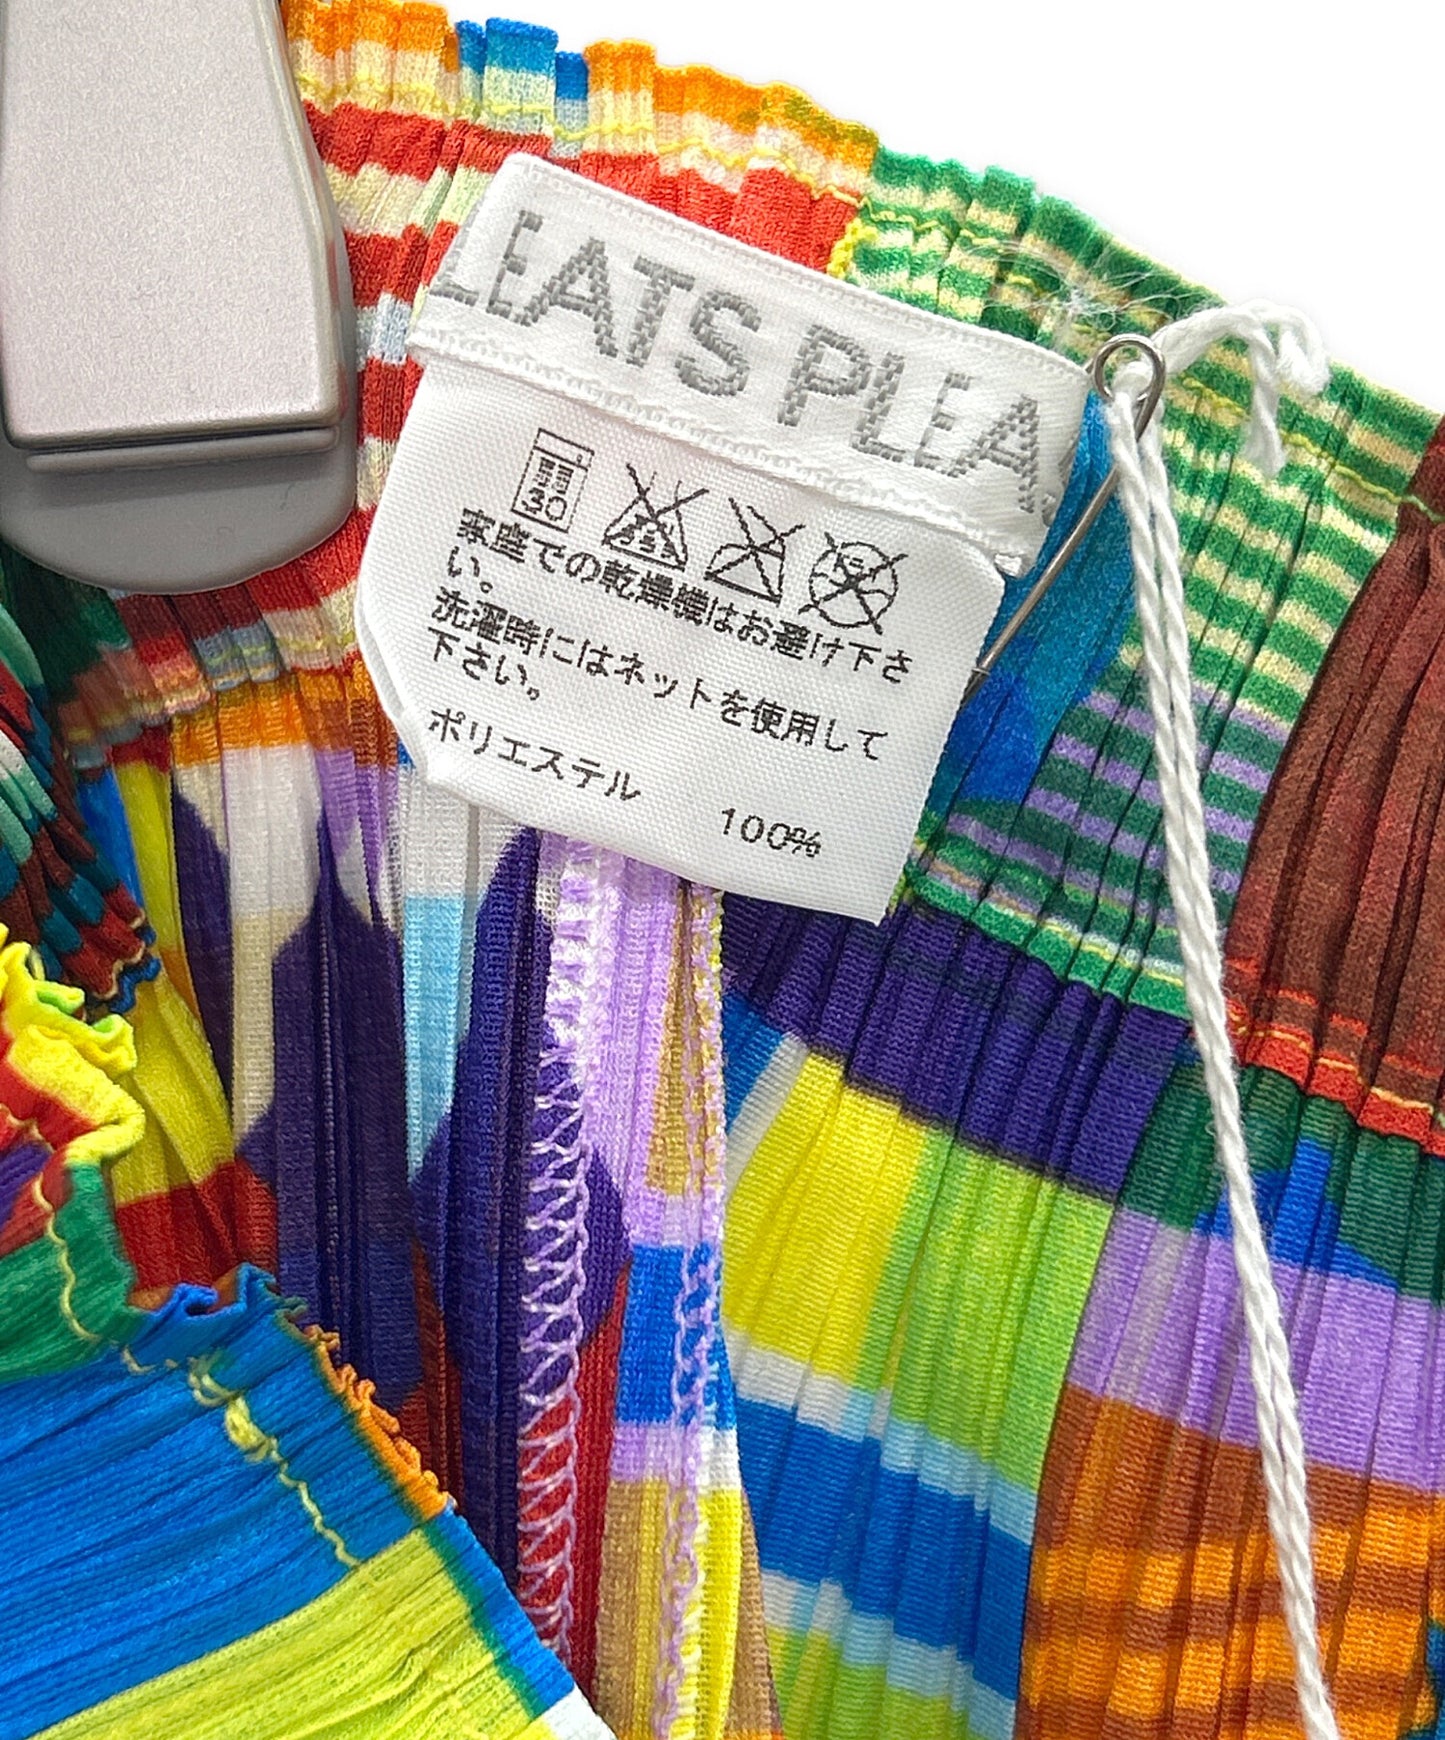 LEATS PLEA
30
家庭での乾燥機はお避け下さ
い。
洗濯時にはネットを使用して
下さい。
ポリエステル 100%